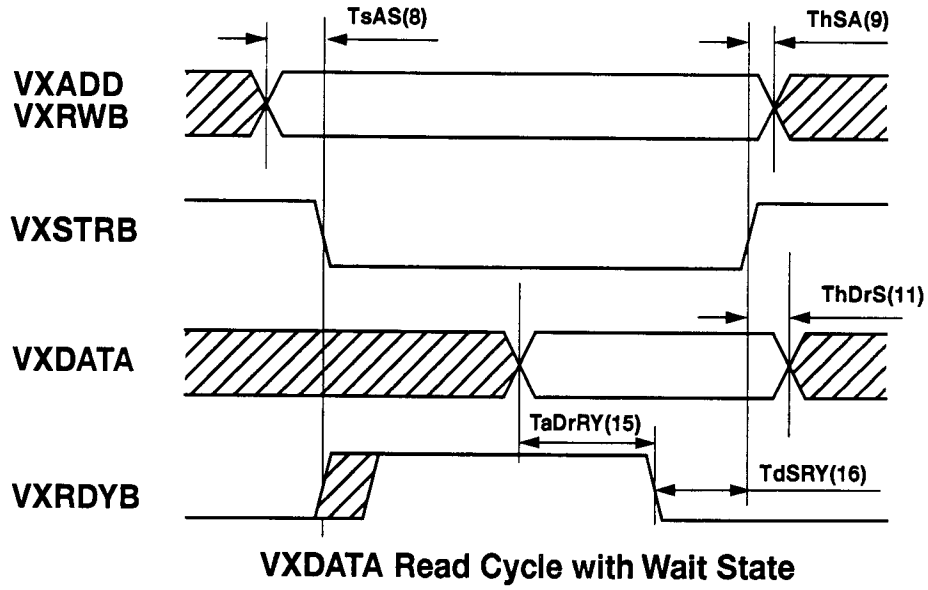 TsAS(8)
ThSA(9)
VXADD
VXRWB
VXSTRB
ThDrS(11)
VXDATA
TaDrRY(15)
TdSRY(16)
VXRDYB
VXDATA Read Cycle with Wait State